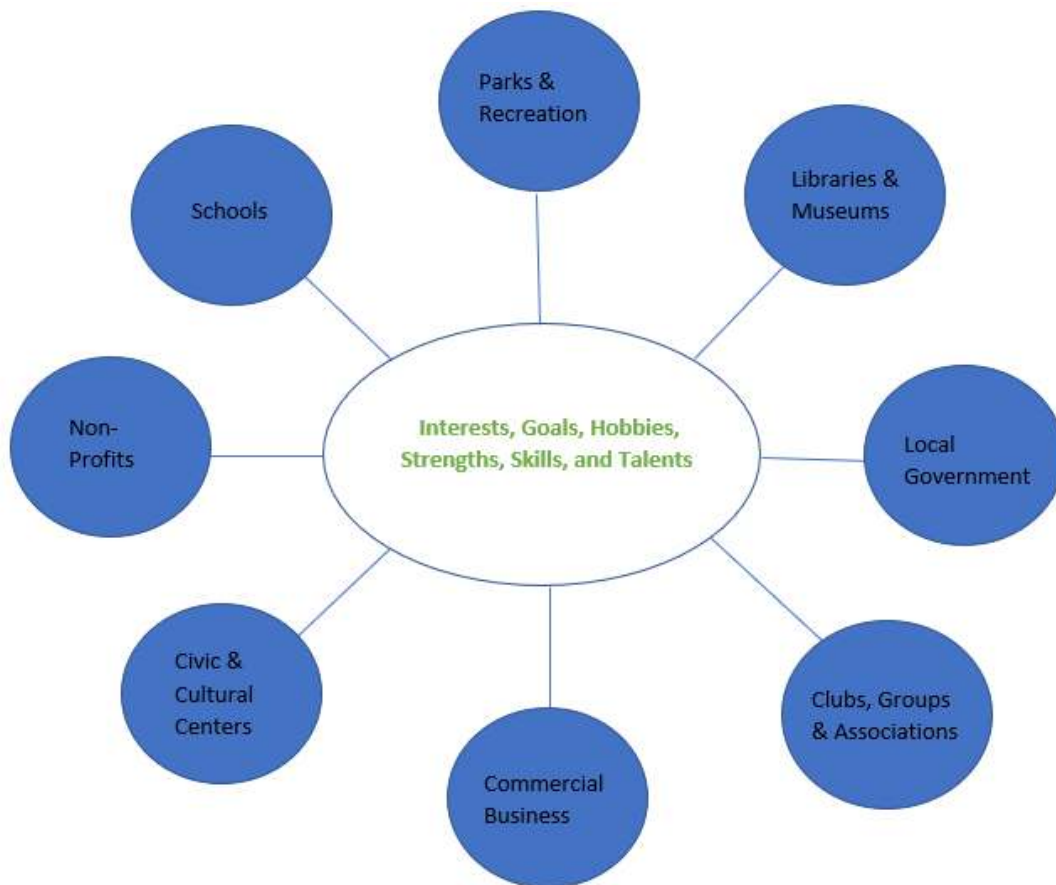 Parks &
Recreation
Libraries &
Museums
Schools
Interests, Goals, Hobbies,
Strengths, Skills, and Talents
Non-
Profits
Local
Government
Civic &
Cultural
Centers
Clubs, Groups
& Associations
Commercial
Business